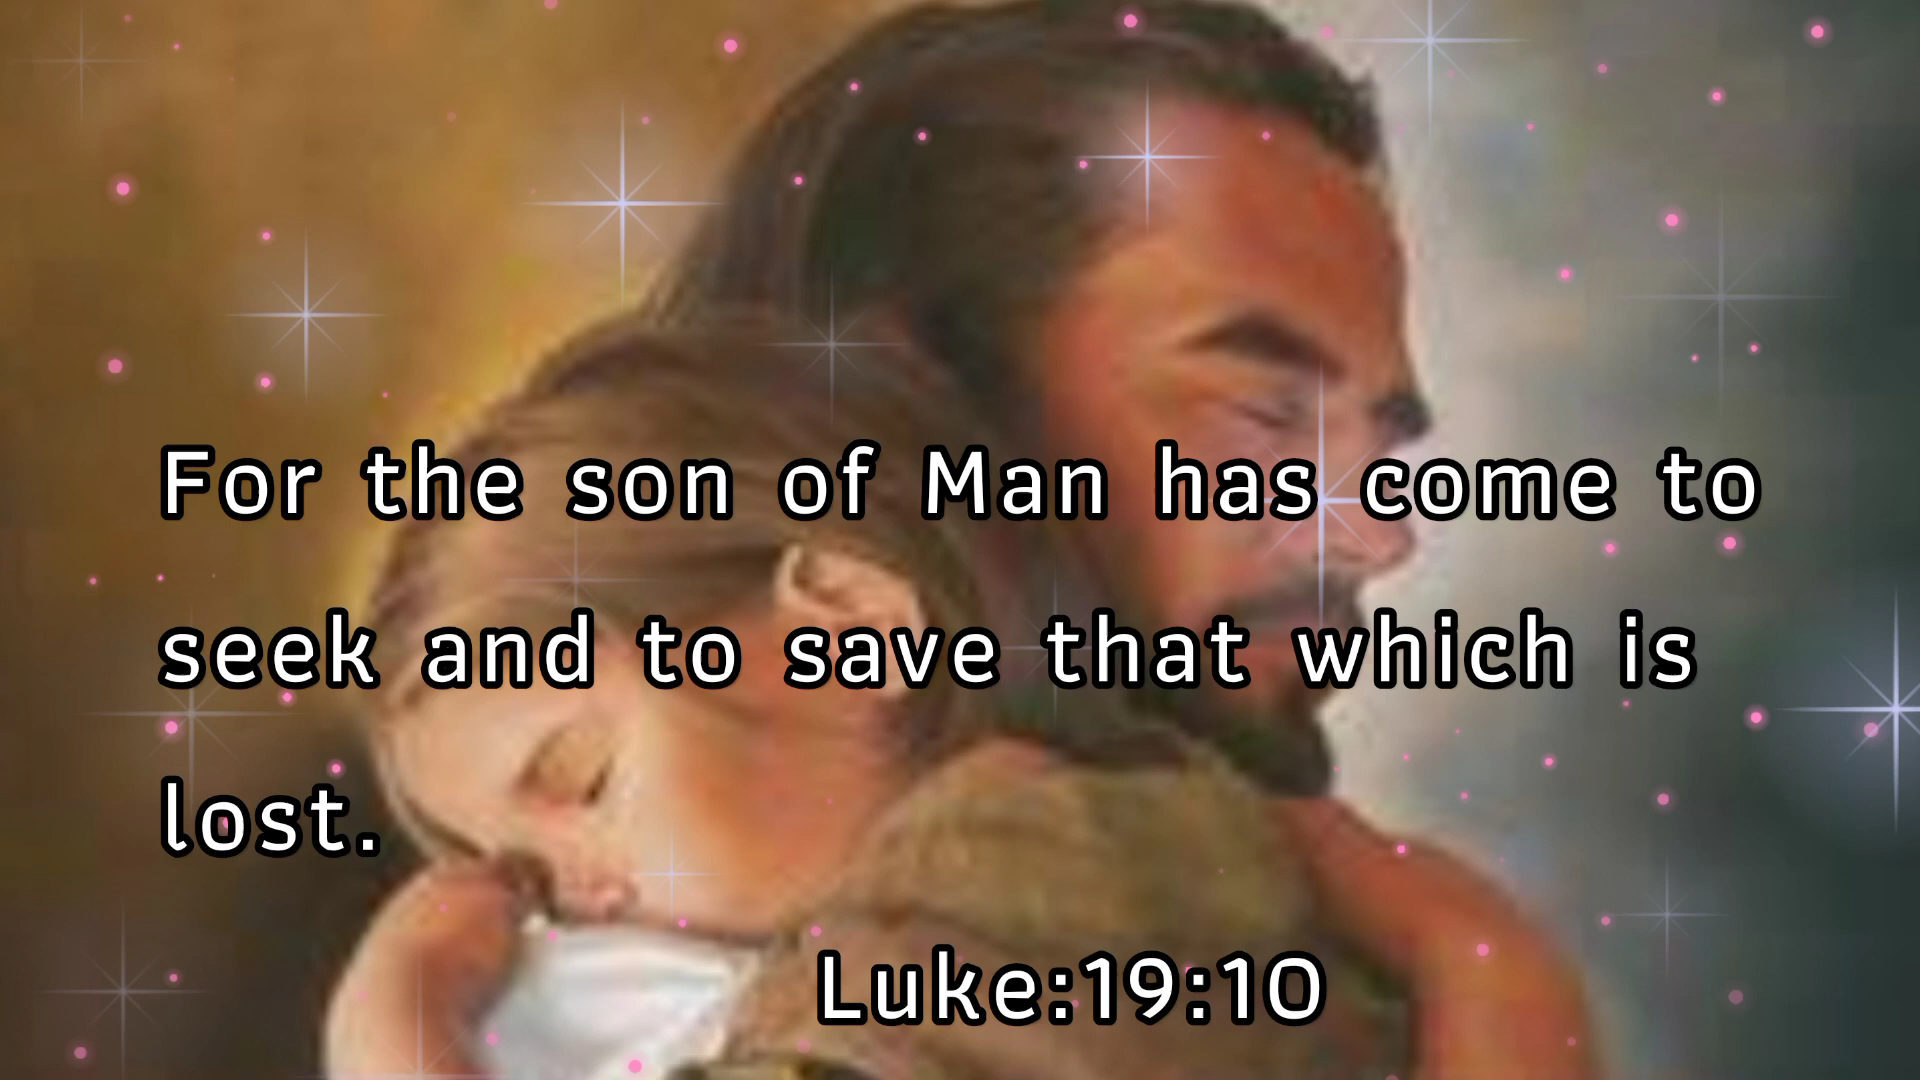 For the son of Man has come to
seek and to save that which is
lost.
Luke:19:10